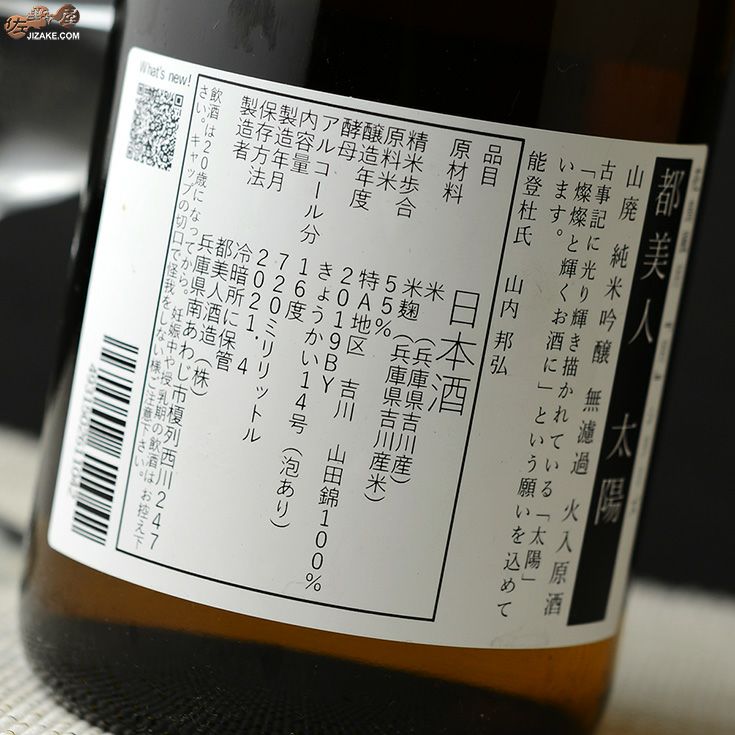 都美人 太陽
山廃 純米吟醸 無濾過 火入原酒
古事記に光り輝き描かれている「太陽」
「燦燦と輝くお酒に」という願いを込めて
います。
能登杜氏 山内 邦弘
品目 日本酒
原材料 米（兵庫県吉川産）
米麹（兵庫県吉川産米）
精米歩合 55％
原料米 特A地区 吉川 山田錦100％
醸造年度 2019BY
酵母 きょうかい14号（泡あり）
アルコール分 16度
内容量 720ミリリットル
製造年月 2021.4
保存方法 冷暗所に保管
製造者 都美人酒造（株）
兵庫県南あわじ市榎列西川247
飲酒は20歳になってから。妊娠中や授乳期の飲酒はお控え下
さい。キャップの切口で怪我をしない様ご注意下さい。
What's new!
佐野屋
JIZAKE.COM